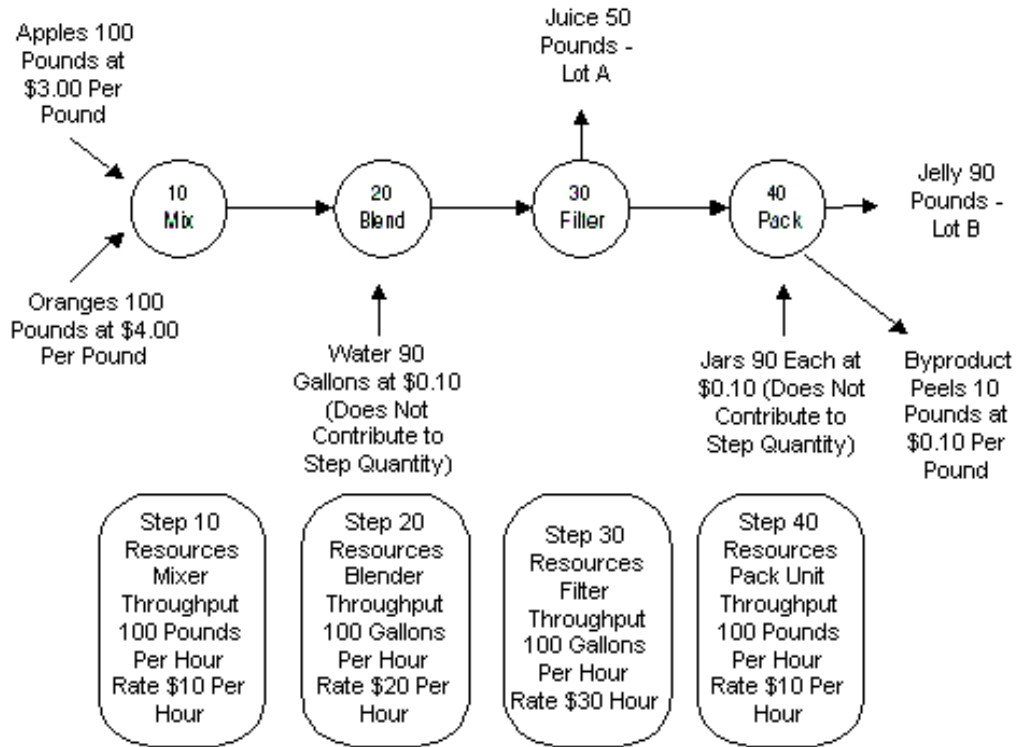 Apples 100
Pounds at
$3.00 Per
Pound
Juice 50
Pounds -
Lot A
10
Mix
20
Blend
30
Filter
40
Pack
Jelly 90
Pounds -
Lot B
Oranges 100
Pounds at $4.00
Per Pound
Water 90
Gallons at $0.10
(Does Not
Contribute to
Step Quantity)
Jars 90 Each at
$0.10 (Does Not
Contribute to
Step Quantity)
Byproduct
Peels 10
Pounds at
$0.10 Per
Pound
Step 10
Resources
Mixer
Throughput
100 Pounds
Per Hour
Rate $10 Per
Hour
Step 20
Resources
Blender
Throughput
100 Gallons
Per Hour
Rate $20 Per
Hour
Step 30
Resources
Filter
Throughput
100 Gallons
Per Hour
Rate $30 Hour
Step 40
Resources
Pack Unit
Throughput
100 Pounds
Per Hour
Rate $10 Per
Hour